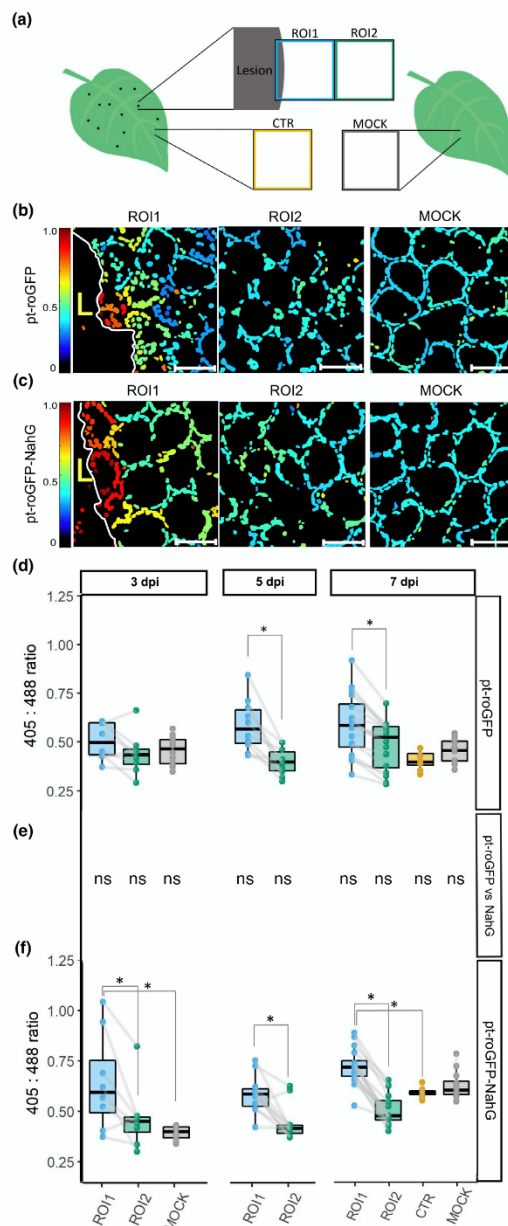 (a)
ROI1 ROI2
Lesion
CTR MOCK
(b) ROI1 ROI2 MOCK
1.0
0.5
0
pt-roGFP
L
(c) ROI1 ROI2 MOCK
1.0
0.5
0
pt-roGFP-NahG
L
(d) 3 dpi 5 dpi 7 dpi
1.25
1.00
0.75
0.50
0.25
405 : 488 ratio
* *
pt-roGFP
(e)
ns ns ns ns ns ns ns ns ns
pt-roGFP vs NahG
(f)
1.25
1.00
0.75
0.50
0.25
405 : 488 ratio
* * * * *
pt-roGFP-NahG
ROI1 ROI2 MOCK ROI1 ROI2 ROI1 ROI2 CTR MOCK